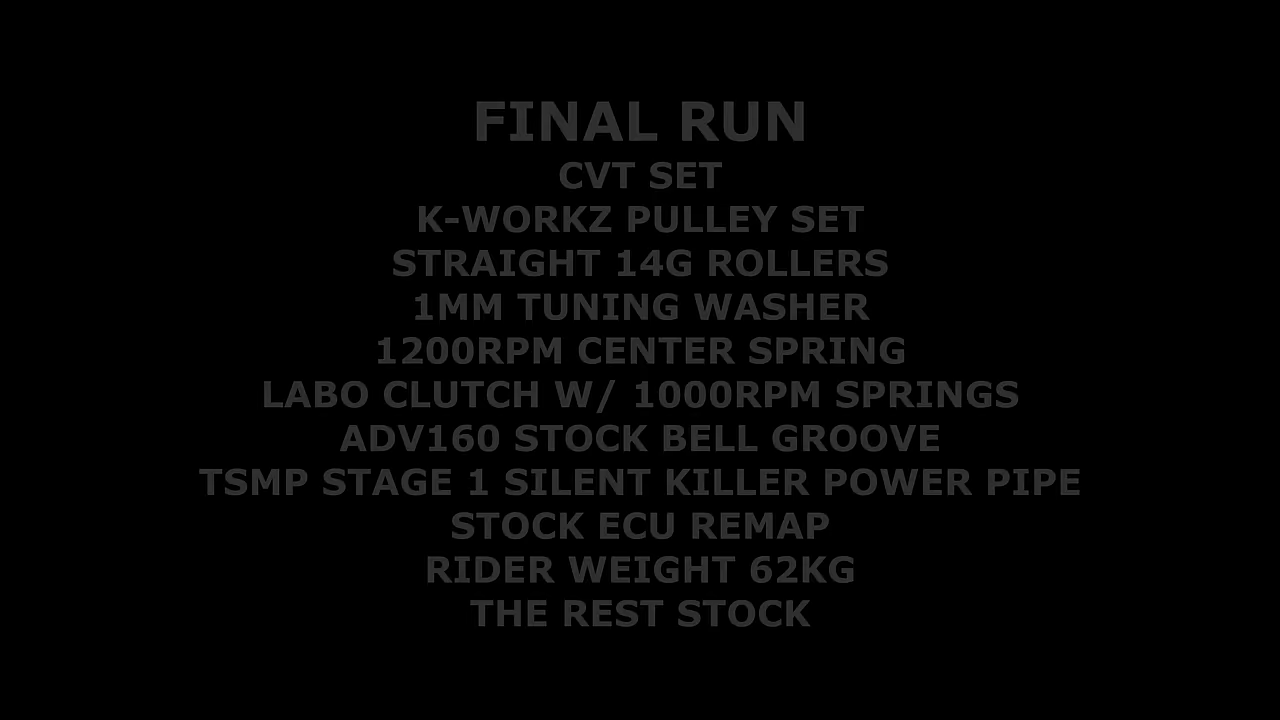 FINAL RUN
CVT SET
K-WORKZ PULLEY SET
STRAIGHT 14G ROLLERS
1MM TUNING WASHER
1200RPM CENTER SPRING
LABO CLUTCH W/ 1000RPM SPRINGS
ADV160 STOCK BELL GROOVE
TSMP STAGE 1 SILENT KILLER POWER PIPE
STOCK ECU REMAP
RIDER WEIGHT 62KG
THE REST STOCK